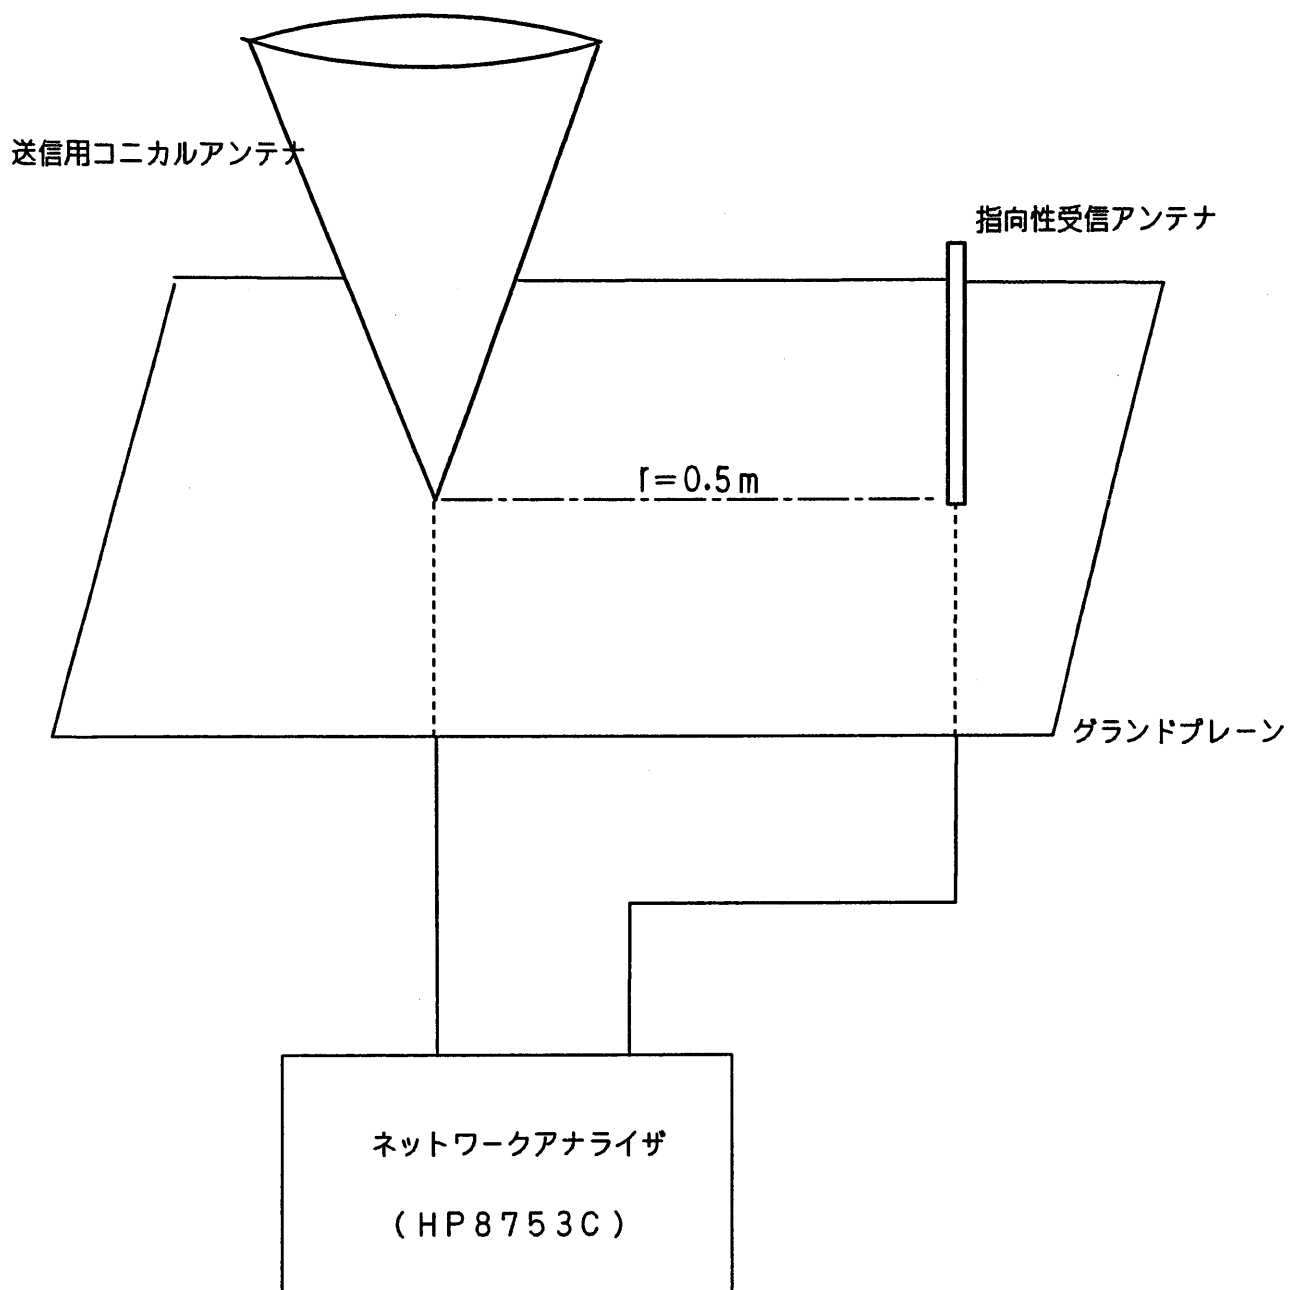 送信用コニカルアンテナ
指向性受信アンテナ
r=0.5m
グランドプレーン
ネットワークアナライザ
(HP8753C)